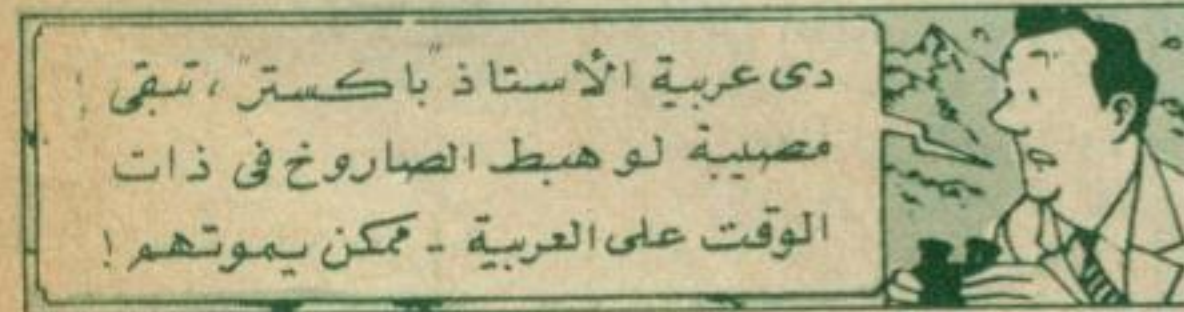 دى عربية الأستاذ "باكستر"، تبقى
مصيبة لو هبط الصاروخ فى ذات
الوقت على العربية - ممكن يموتهم !